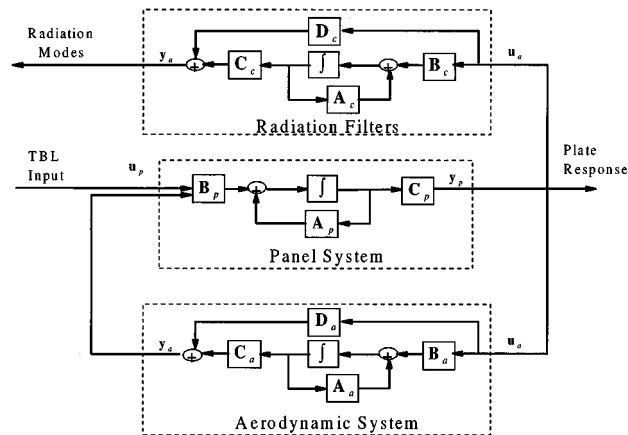 Radiation
Modes
y_a
D_c
C_c
∫
B_c
u_a
A_c
Radiation Filters
TBL
Input
u_p
B_p
∫
C_p
y_p
Plate
Response
A_p
Panel System
D_a
y_a
C_a
∫
B_a
u_a
A_a
Aerodynamic System